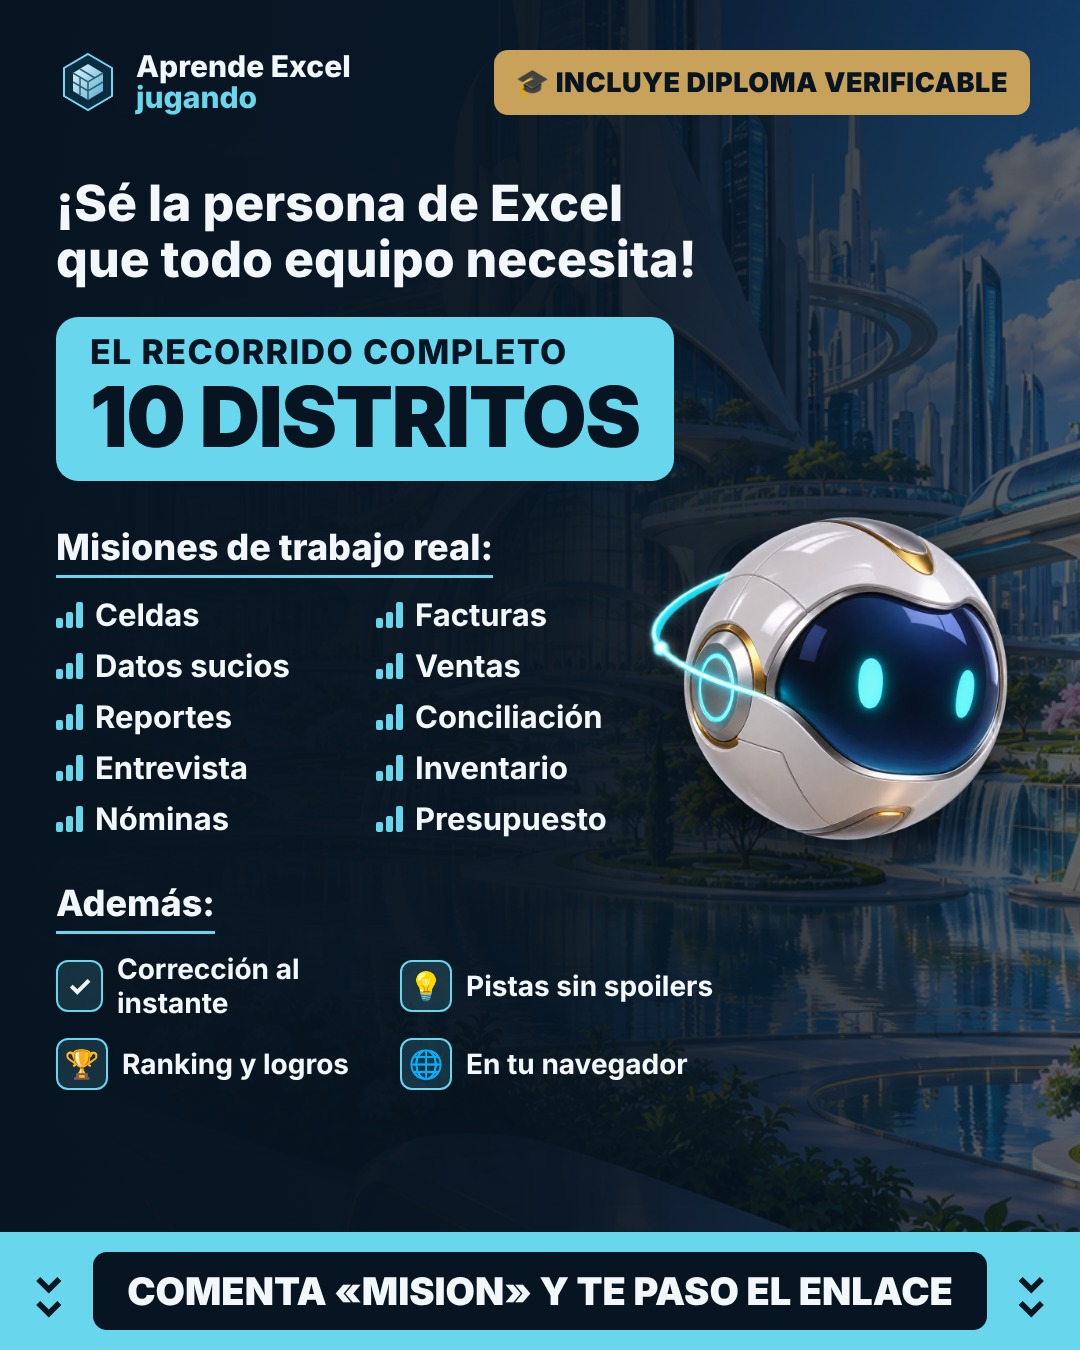 Aprende Excel
jugando
🎓 INCLUYE DIPLOMA VERIFICABLE
¡Sé la persona de Excel
que todo equipo necesita!
EL RECORRIDO COMPLETO
10 DISTRITOS
Misiones de trabajo real:
Celdas
Datos sucios
Reportes
Entrevista
Nóminas
Facturas
Ventas
Conciliación
Inventario
Presupuesto
Además:
Corrección al
instante
Pistas sin spoilers
Ranking y logros
En tu navegador
COMENTA «MISION» Y TE PASO EL ENLACE